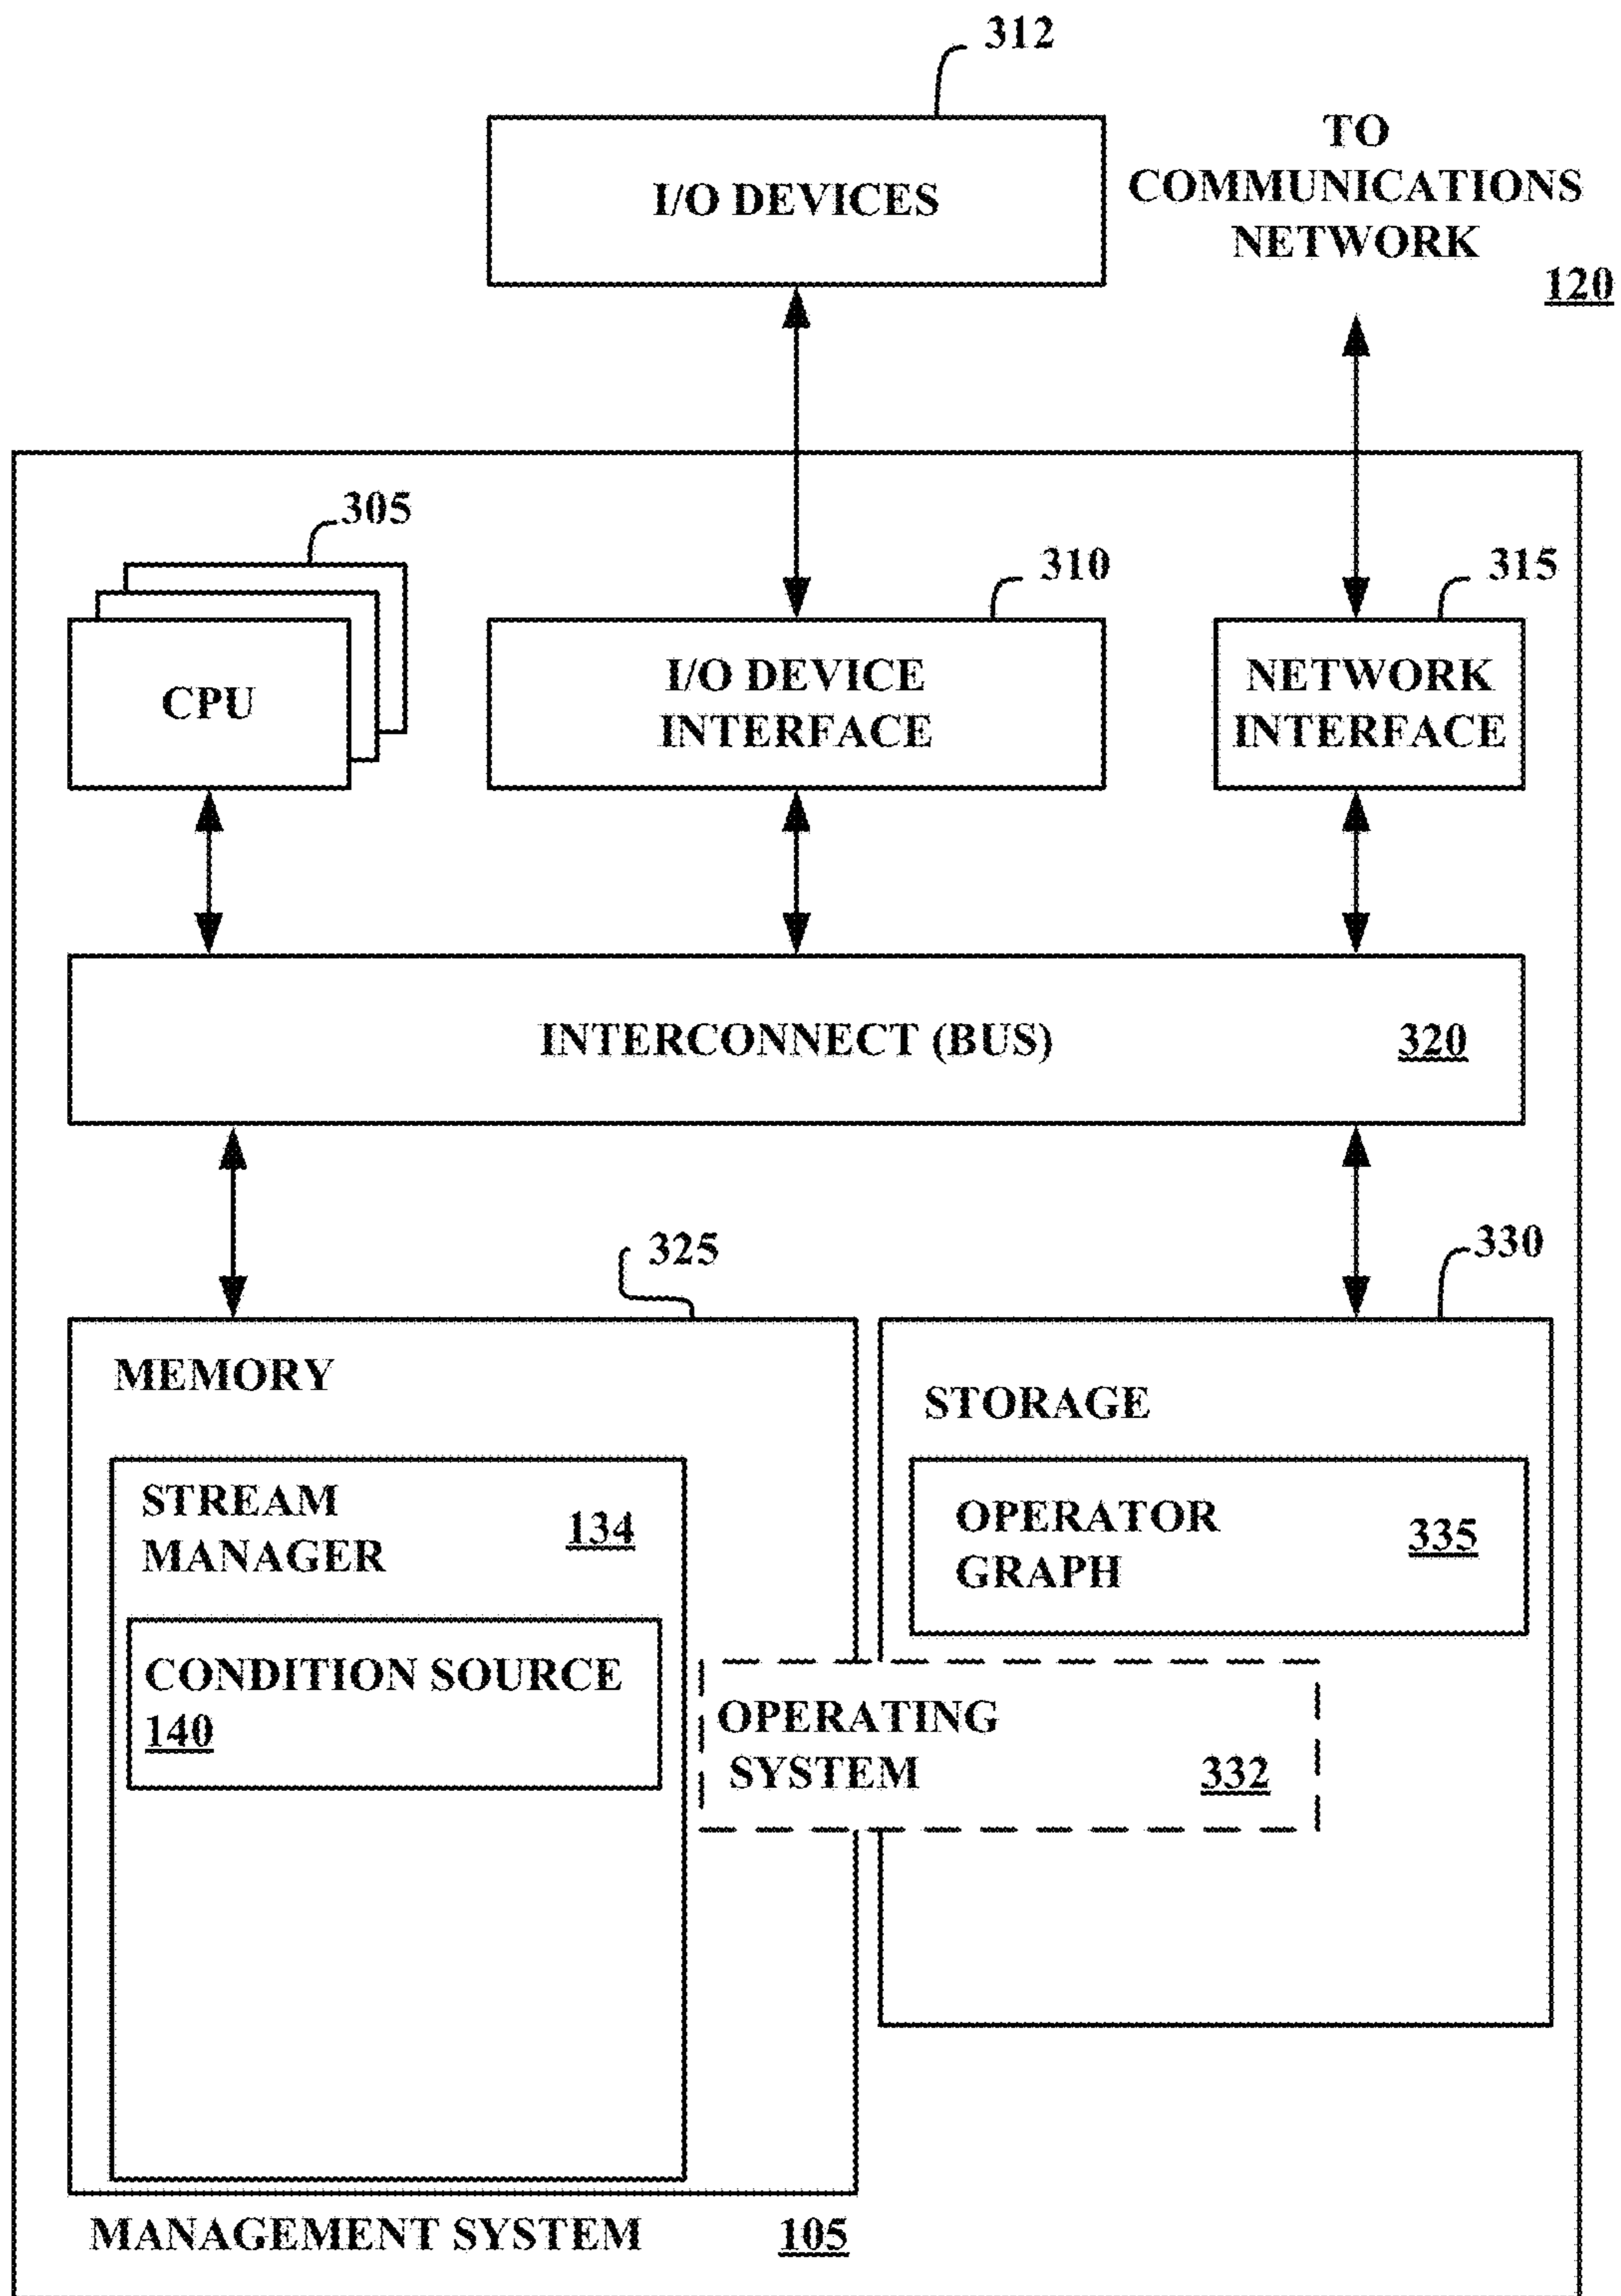 312
I/O DEVICES
TO
COMMUNICATIONS
NETWORK
120
305
310
315
CPU
I/O DEVICE
INTERFACE
NETWORK
INTERFACE
INTERCONNECT (BUS)
320
325
330
MEMORY
STORAGE
STREAM
MANAGER
134
OPERATOR
GRAPH
335
CONDITION SOURCE
140
OPERATING
SYSTEM
332
MANAGEMENT SYSTEM
105